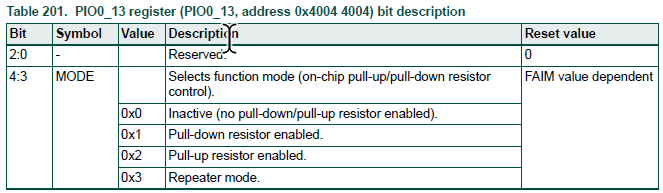 Table 201. PIO0_13 register (PIO0_13, address 0x4004 4004) bit description
Bit Symbol Value Description Reset value
2:0 - Reserved. 0
4:3 MODE Selects function mode (on-chip pull-up/pull-down resistor FAIM value dependent
control).
0x0 Inactive (no pull-down/pull-up resistor enabled).
0x1 Pull-down resistor enabled.
0x2 Pull-up resistor enabled.
0x3 Repeater mode.